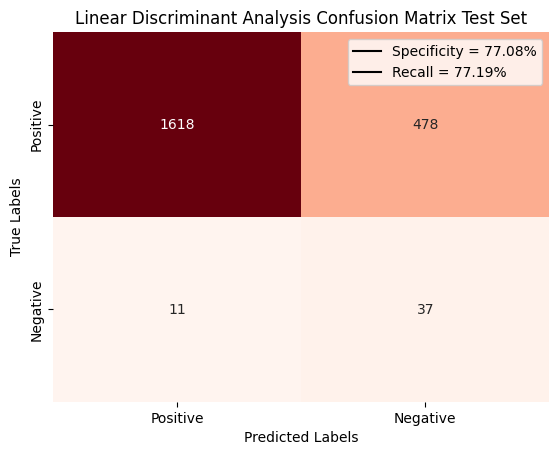 Linear Discriminant Analysis Confusion Matrix Test Set
Specificity = 77.08%
Recall = 77.19%
True Labels
Positive
1618
478
Negative
11
37
Positive
Negative
Predicted Labels